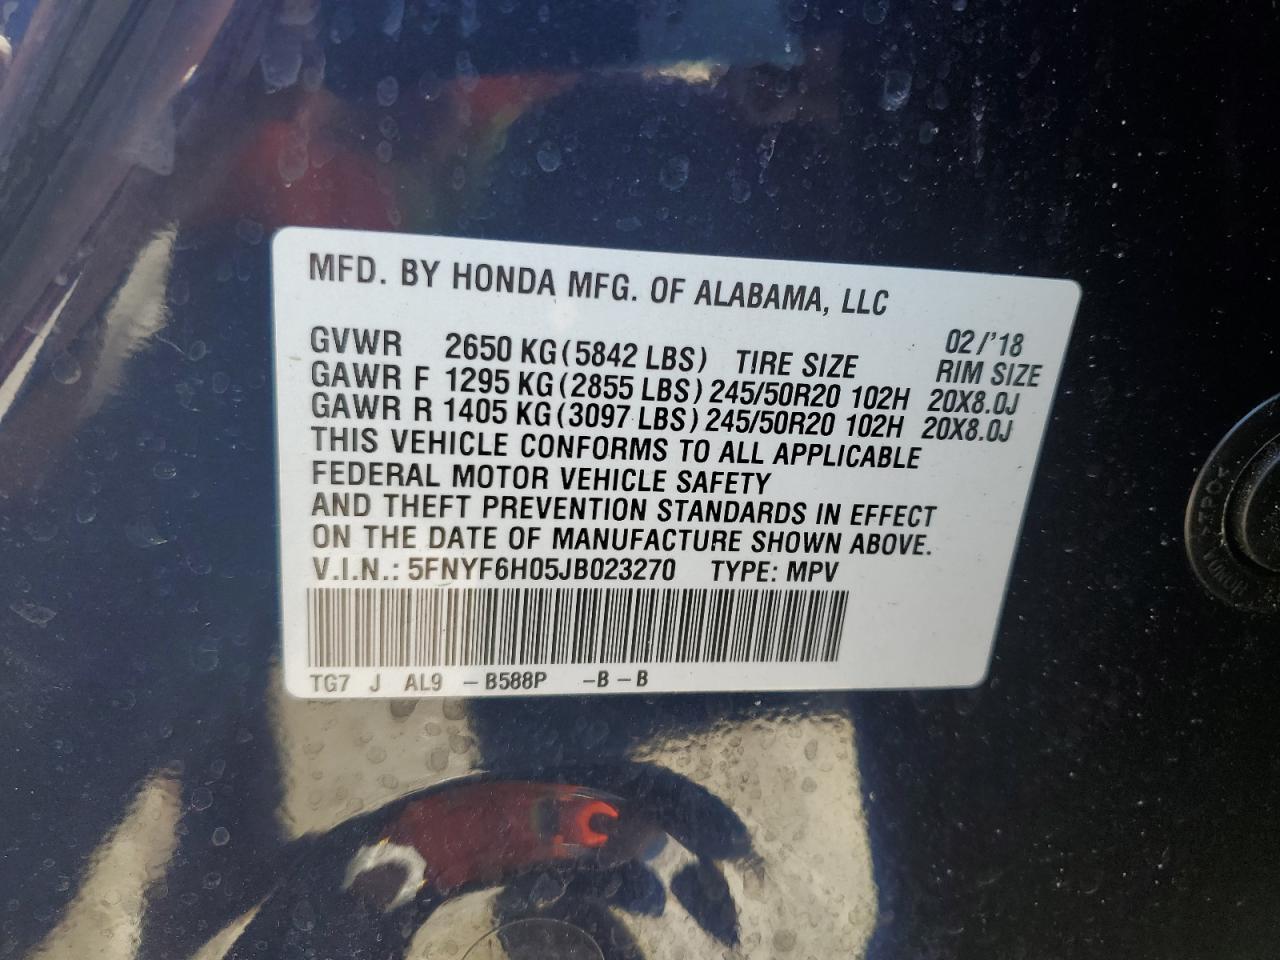 MFD. BY HONDA MFG. OF ALABAMA, LLC
02/'18
GVWR 2650 KG(5842 LBS) TIRE SIZE RIM SIZE
GAWR F 1295 KG(2855 LBS) 245/50R20 102H 20X8.0J
GAWR R 1405 KG(3097 LBS) 245/50R20 102H 20X8.0J
THIS VEHICLE CONFORMS TO ALL APPLICABLE
FEDERAL MOTOR VEHICLE SAFETY
AND THEFT PREVENTION STANDARDS IN EFFECT
ON THE DATE OF MANUFACTURE SHOWN ABOVE.
V.I.N.: 5FNYF6H05JB023270 TYPE: MPV
TG7 J AL9 -B588P -B-B